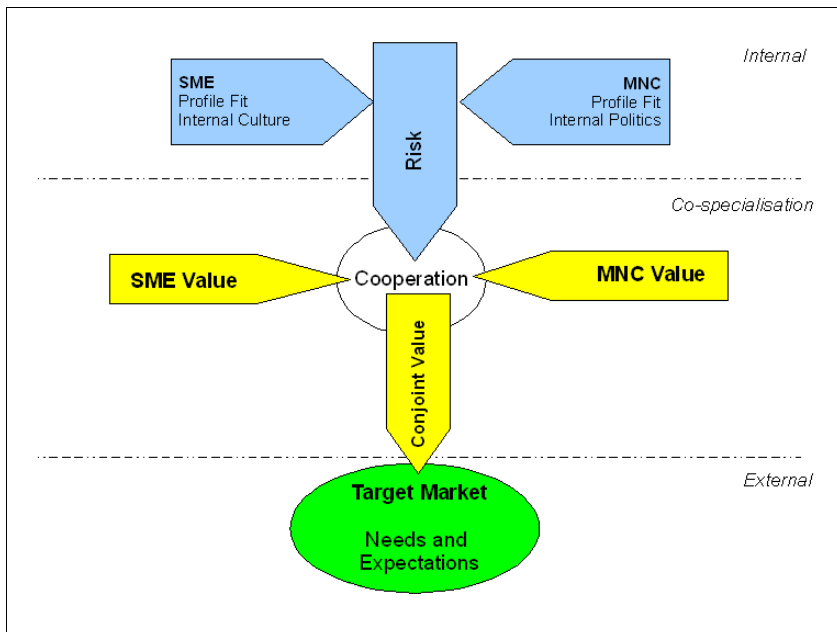 Internal
SME
Profile Fit
Internal Culture
MNC
Profile Fit
Internal Politics
Risk
Co-specialisation
SME Value
Cooperation
MNC Value
Conjoint Value
External
Target Market
Needs and
Expectations